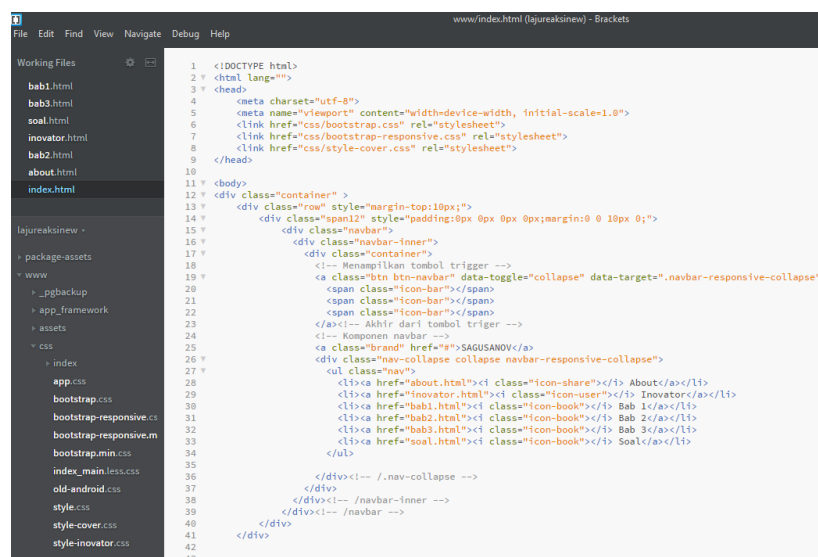 www/index.html (lajureaksinew) - Brackets
File Edit Find View Navigate Debug Help
Working Files
bab1.html
bab3.html
soal.html
inovator.html
bab2.html
about.html
index.html
lajureaksinew
package-assets
www
_pgbackup
app_framework
assets
css
index
app.css
bootstrap.css
bootstrap-responsive.cs
bootstrap-responsive.m
bootstrap.min.css
index_main.less.css
old-android.css
style.css
style-cover.css
style-inovator.css
1 <!DOCTYPE html>
2 <html lang="">
3 <head>
4 <meta charset="utf-8">
5 <meta name="viewport" content="width=device-width, initial-scale=1.0">
6 <link href="css/bootstrap.css" rel="stylesheet">
7 <link href="css/bootstrap-responsive.css" rel="stylesheet">
8 <link href="css/style-cover.css" rel="stylesheet">
9 </head>
10
11 <body>
12 <div class="container" >
13 <div class="row" style="margin-top:10px;">
14 <div class="span12" style="padding:0px 0px 0px 0px;margin:0 0 10px 0;">
15 <div class="navbar">
16 <div class="navbar-inner">
17 <div class="container">
18 <!-- Menampilkan tombol trigger -->
19 <a class="btn btn-navbar" data-toggle="collapse" data-target=".navbar-responsive-collapse"
20 <span class="icon-bar"></span>
21 <span class="icon-bar"></span>
22 <span class="icon-bar"></span>
23 </a><!-- Akhir dari tombol triger -->
24 <!-- Komponen navbar -->
25 <a class="brand" href="#">SAGUSANOV</a>
26 <div class="nav-collapse collapse navbar-responsive-collapse">
27 <ul class="nav">
28 <li><a href="about.html"><i class="icon-share"></i> About</a></li>
29 <li><a href="inovator.html"><i class="icon-user"></i> Inovator</a></li>
30 <li><a href="bab1.html"><i class="icon-book"></i> Bab 1</a></li>
31 <li><a href="bab2.html"><i class="icon-book"></i> Bab 2</a></li>
32 <li><a href="bab3.html"><i class="icon-book"></i> Bab 3</a></li>
33 <li><a href="soal.html"><i class="icon-book"></i> Soal</a></li>
34 </ul>
35
36 </div><!-- /.nav-collapse -->
37 </div>
38 </div><!-- /navbar-inner -->
39 </div><!-- /navbar -->
40 </div>
41 </div>
42